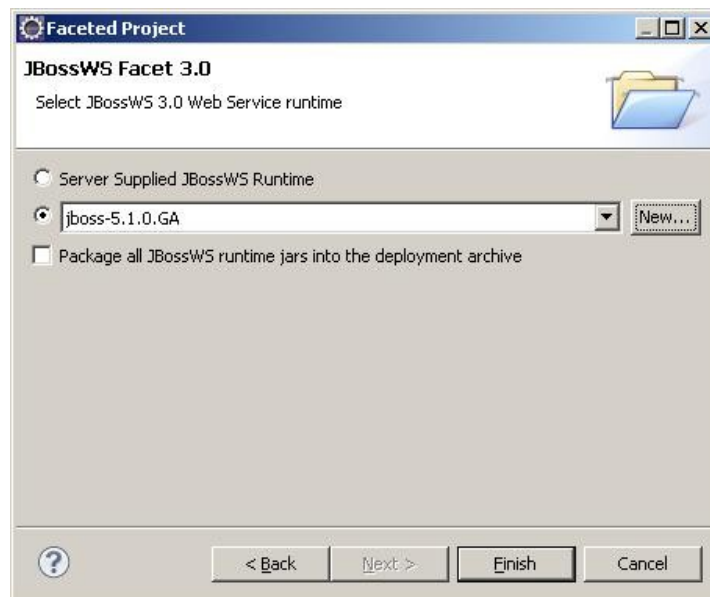 Faceted Project
JBossWS Facet 3.0
Select JBossWS 3.0 Web Service runtime
Server Supplied JBossWS Runtime
jboss-5.1.0.GA
New...
Package all JBossWS runtime jars into the deployment archive
?
< Back
Next >
Finish
Cancel